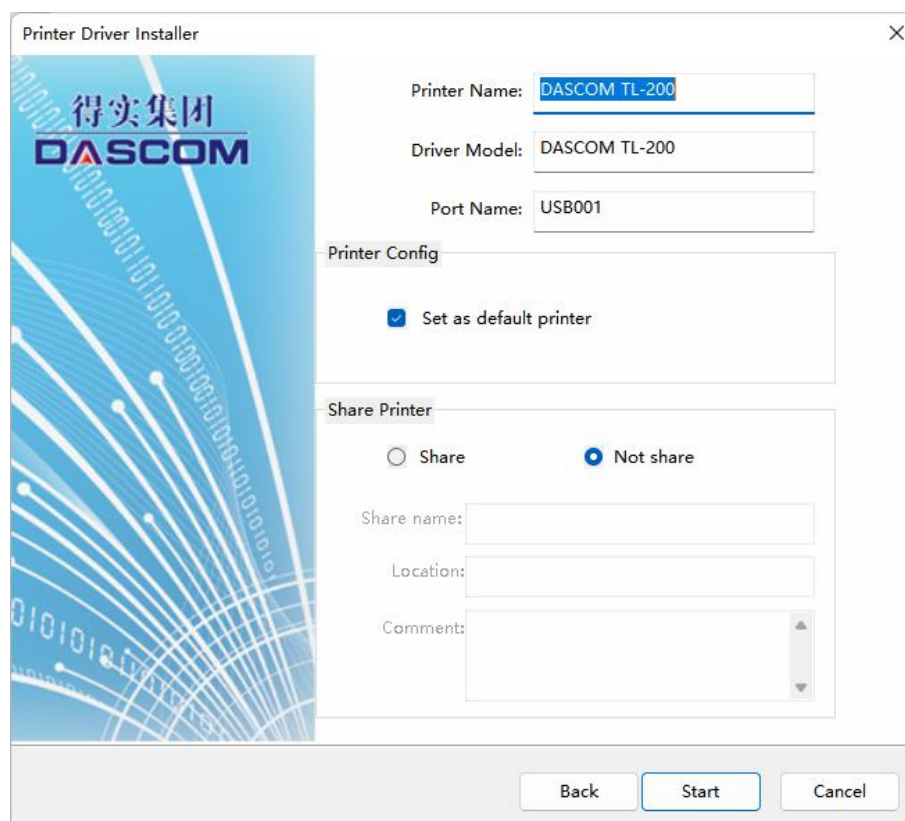 Printer Driver Installer
得实集团
DASCOM
Printer Name: DASCOM TL-200
Driver Model: DASCOM TL-200
Port Name: USB001
Printer Config
Set as default printer
Share Printer
Share Not share
Share name:
Location:
Comment:
Back Start Cancel